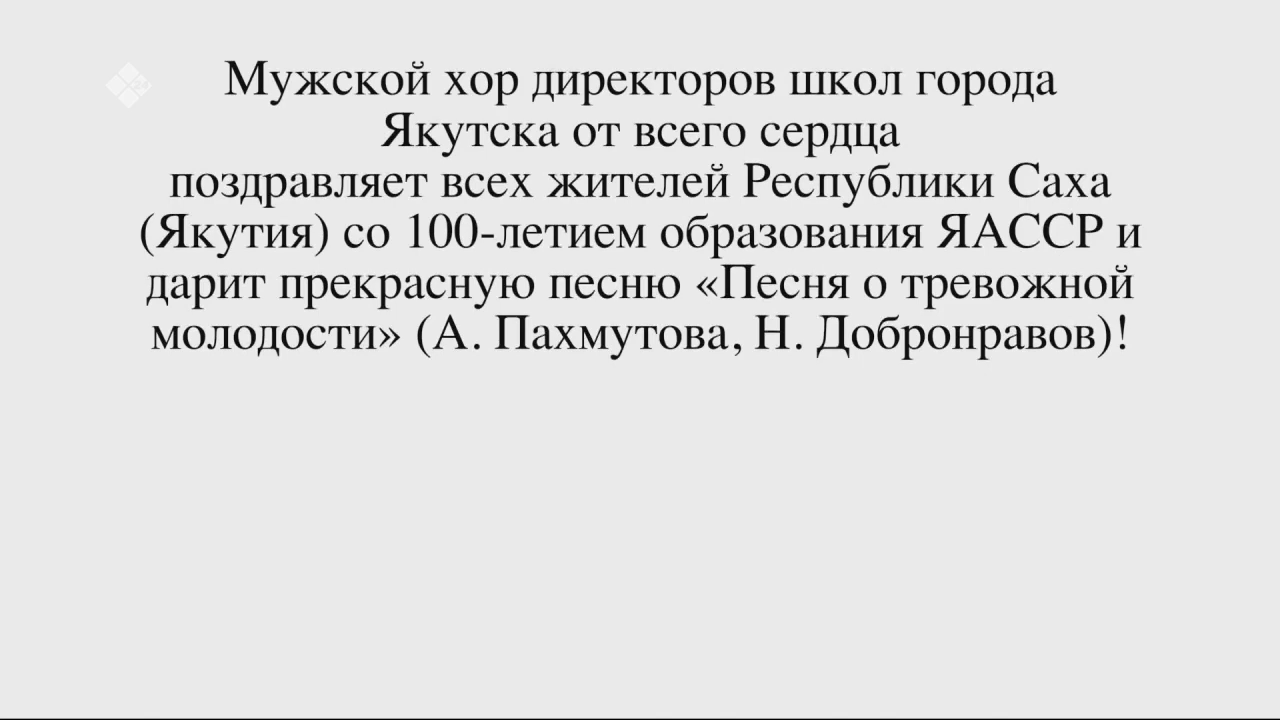 Мужской хор директоров школ города
Якутска от всего сердца
поздравляет всех жителей Республики Саха
(Якутия) со 100-летием образования ЯАССР и
дарит прекрасную песню «Песня о тревожной
молодости» (А. Пахмутова, Н. Добронравов)!